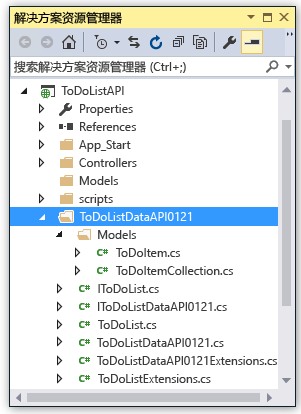 解决方案资源管理器
搜索解决方案资源管理器 (Ctrl+;)
ToDoListAPI
Properties
References
App_Start
Controllers
Models
scripts
ToDoListDataAPI0121
Models
ToDoItem.cs
ToDoItemCollection.cs
IToDoList.cs
IToDoListDataAPI0121.cs
ToDoList.cs
ToDoListDataAPI0121.cs
ToDoListDataAPI0121Extensions.cs
ToDoListExtensions.cs